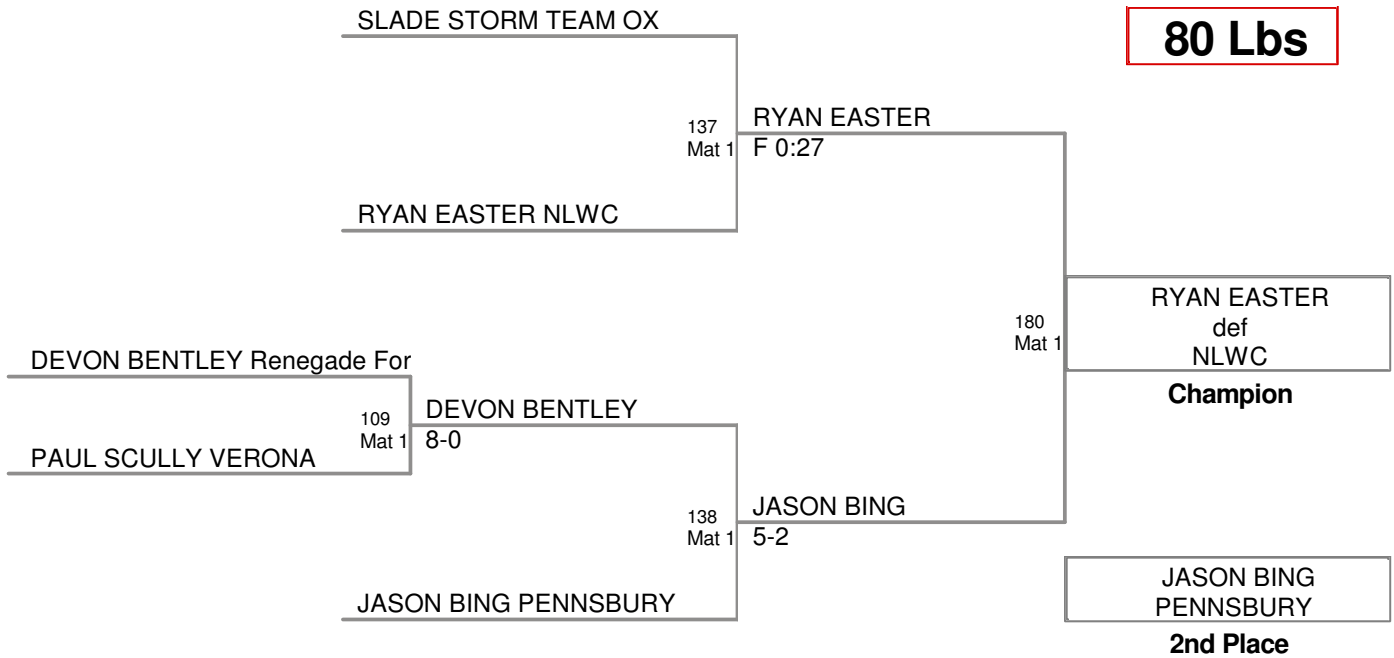 SLADE STORM TEAM OX
80 Lbs
137
Mat 1
RYAN EASTER
F 0:27
RYAN EASTER NLWC
180
Mat 1
RYAN EASTER
def
NLWC
Champion
DEVON BENTLEY Renegade For
109
Mat 1
DEVON BENTLEY
8-0
PAUL SCULLY VERONA
138
Mat 1
JASON BING
5-2
JASON BING PENNSBURY
JASON BING
PENNSBURY
2nd Place